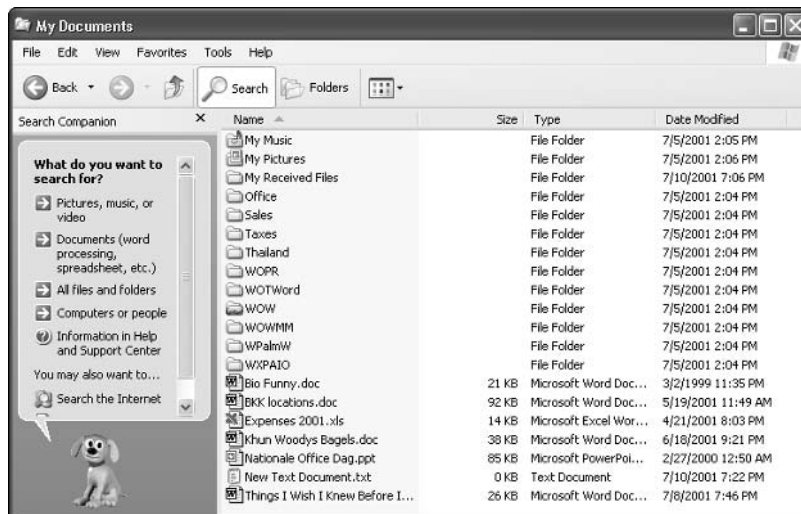 My Documents
File Edit View Favorites Tools Help
Back Search Folders
Search Companion
What do you want to
search for?
Pictures, music, or
video
Documents (word
processing,
spreadsheet, etc.)
All files and folders
Computers or people
Information in Help
and Support Center
You may also want to...
Search the Internet
Name Size Type Date Modified
My Music File Folder 7/5/2001 2:05 PM
My Pictures File Folder 7/5/2001 2:06 PM
My Received Files File Folder 7/10/2001 7:06 PM
Office File Folder 7/5/2001 2:04 PM
Sales File Folder 7/5/2001 2:04 PM
Taxes File Folder 7/5/2001 2:04 PM
Thailand File Folder 7/5/2001 2:04 PM
WOPR File Folder 7/5/2001 2:04 PM
WOTWord File Folder 7/5/2001 2:04 PM
WOW File Folder 7/5/2001 2:04 PM
WOWMM File Folder 7/5/2001 2:04 PM
WPalmW File Folder 7/5/2001 2:04 PM
WXPAIO File Folder 7/5/2001 2:04 PM
Bio Funny.doc 21 KB Microsoft Word Doc... 3/2/1999 11:35 PM
BKK locations.doc 92 KB Microsoft Word Doc... 5/19/2001 11:49 AM
Expenses 2001.xls 14 KB Microsoft Excel Wor... 4/21/2001 8:03 PM
Khun Woodys Bagels.doc 38 KB Microsoft Word Doc... 6/18/2001 9:21 PM
Nationale Office Dag.ppt 85 KB Microsoft PowerPoi... 2/27/2000 12:50 AM
New Text Document.txt 0 KB Text Document 7/10/2001 7:22 PM
Things I Wish I Knew Before I... 26 KB Microsoft Word Doc... 7/8/2001 7:46 PM